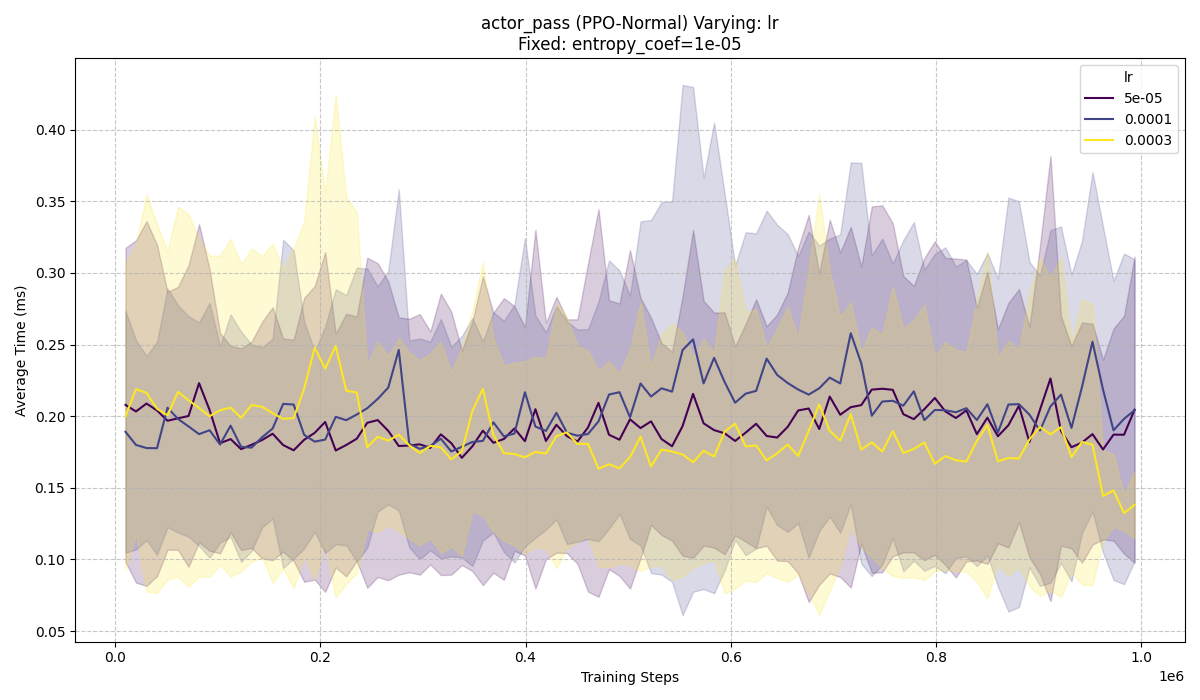 actor_pass (PPO-Normal) Varying: lr
Fixed: entropy_coef=1e-05
lr
5e-05
0.0001
0.0003
Average Time (ms)
0.40
0.35
0.30
0.25
0.20
0.15
0.10
0.05
0.0
0.2
0.4
0.6
0.8
1.0
1e6
Training Steps